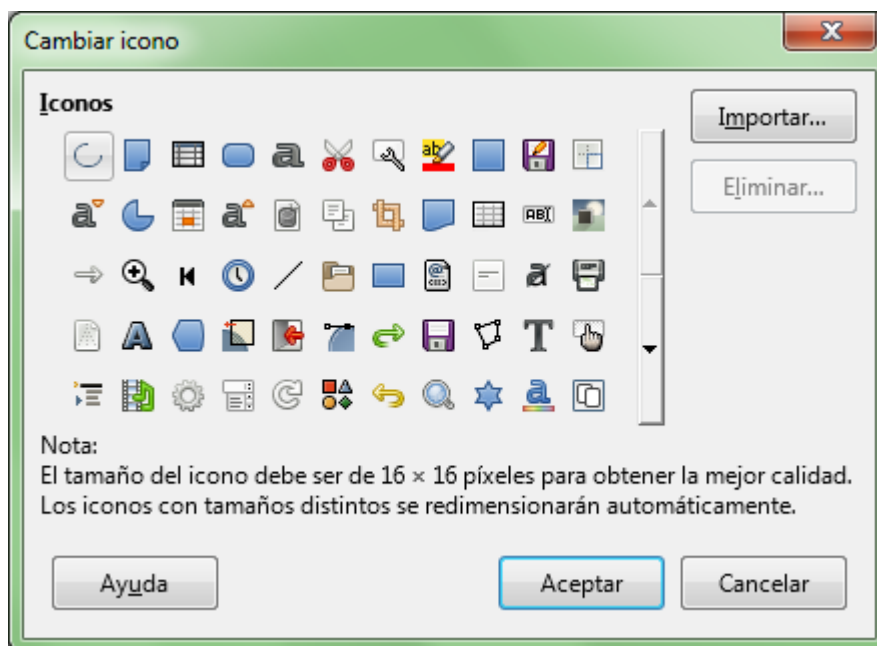 Cambiar icono
Iconos
Importar...
Eliminar...
Nota:
El tamaño del icono debe ser de 16 × 16 píxeles para obtener la mejor calidad.
Los iconos con tamaños distintos se redimensionarán automáticamente.
Ayuda
Aceptar
Cancelar